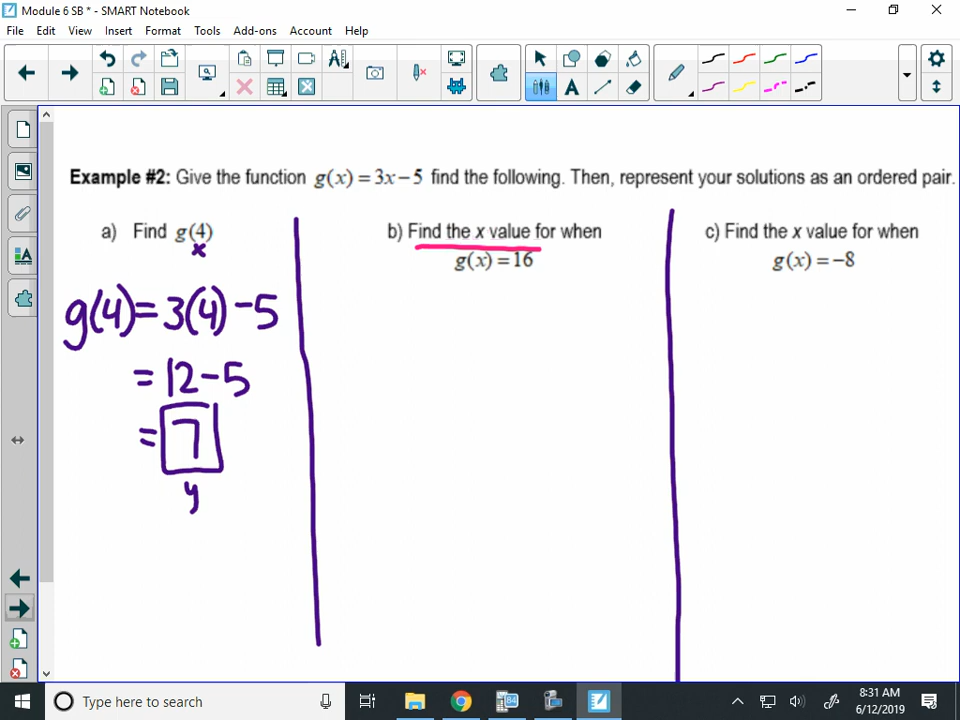 Module 6 SB * - SMART Notebook
File Edit View Insert Format Tools Add-ons Window Account Help
Example #2: Give the function g(x) = 3x − 5 find the following. Then, represent your solutions as an ordered pair.
a) Find g(4)
x
g(4) = 3(4) − 5
= 12 − 5
= 7
y
b) Find the x value for when
g(x) = 16
c) Find the x value for when
g(x) = −8
Type here to search
8:31 AM
6/12/2019